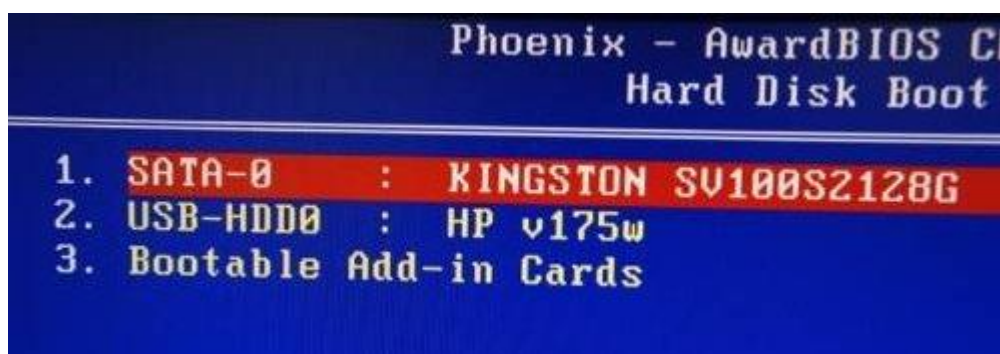 Phoenix - AwardBIOS
Hard Disk Boot
1. SATA-0 : KINGSTON SV100S2128G
2. USB-HDD0 : HP v175w
3. Bootable Add-in Cards